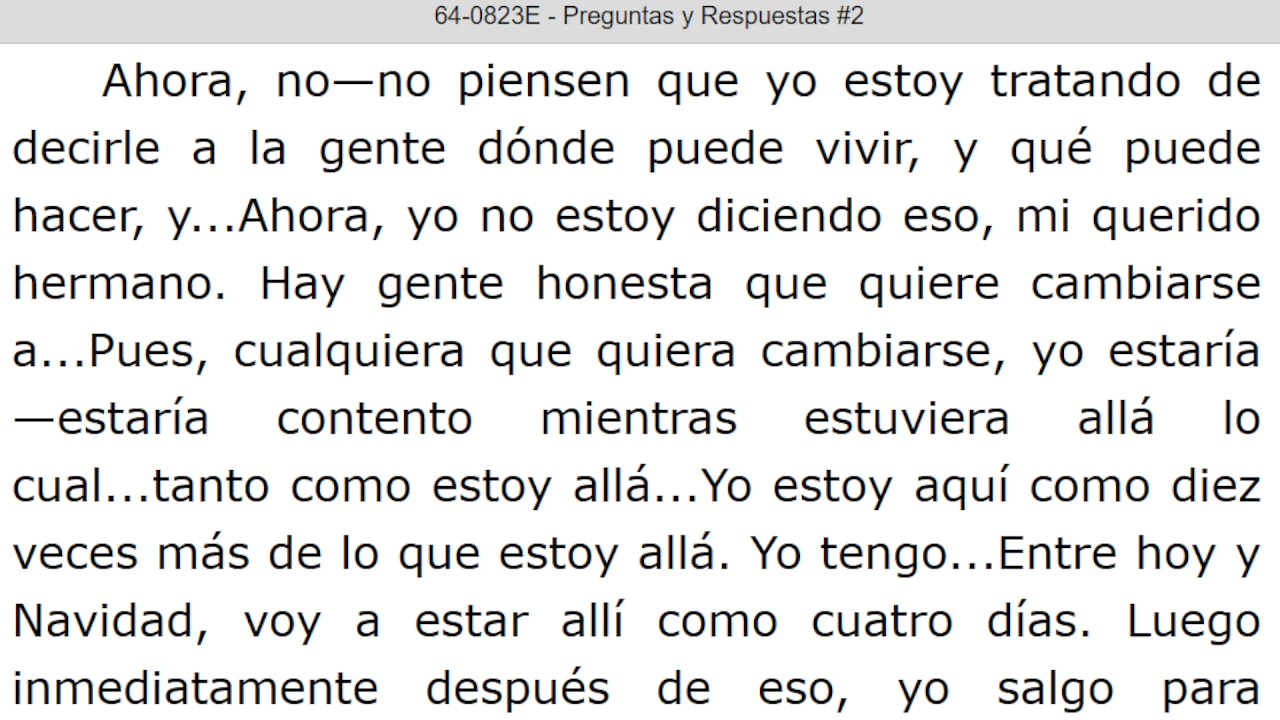 64-0823E - Preguntas y Respuestas #2
Ahora, no—no piensen que yo estoy tratando de
decirle a la gente dónde puede vivir, y qué puede
hacer, y...Ahora, yo no estoy diciendo eso, mi querido
hermano. Hay gente honesta que quiere cambiarse
a...Pues, cualquiera que quiera cambiarse, yo estaría
—estaría contento mientras estuviera allá lo
cual...tanto como estoy allá...Yo estoy aquí como diez
veces más de lo que estoy allá. Yo tengo...Entre hoy y
Navidad, voy a estar allí como cuatro días. Luego
inmediatamente después de eso, yo salgo para